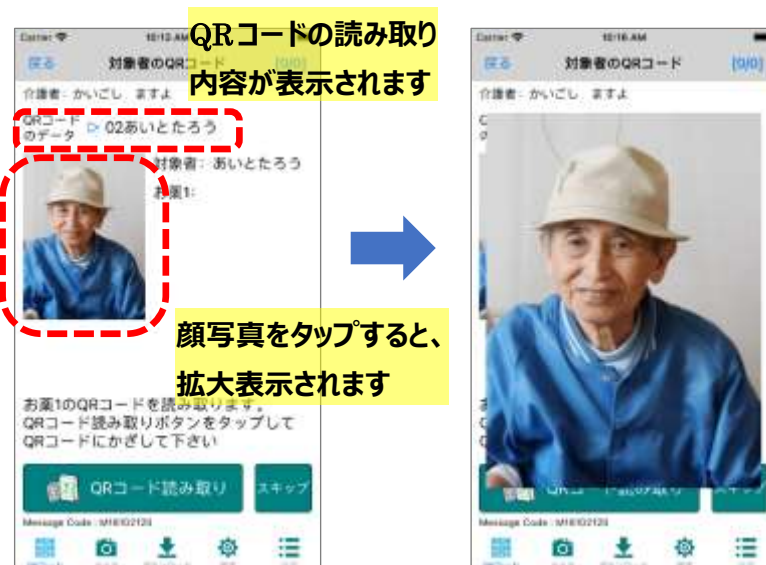 QRコードの読み取り
内容が表示されます
Carrier
10:12 AM
戻る
対象者のQRコード
[0/0]
介護者: かいごし ますよ
QRコード
のデータ
02あいとたろう
対象者: あいとたろう
お薬1:
顔写真をタップすると、
拡大表示されます
お薬1のQRコードを読み取ります。
QRコード読み取りボタンをタップして
QRコードにかざして下さい
QRコード読み取り
スキップ
Carrier
10:16 AM
戻る
対象者のQRコード
[0/0]
介護者: かいごし ますよ